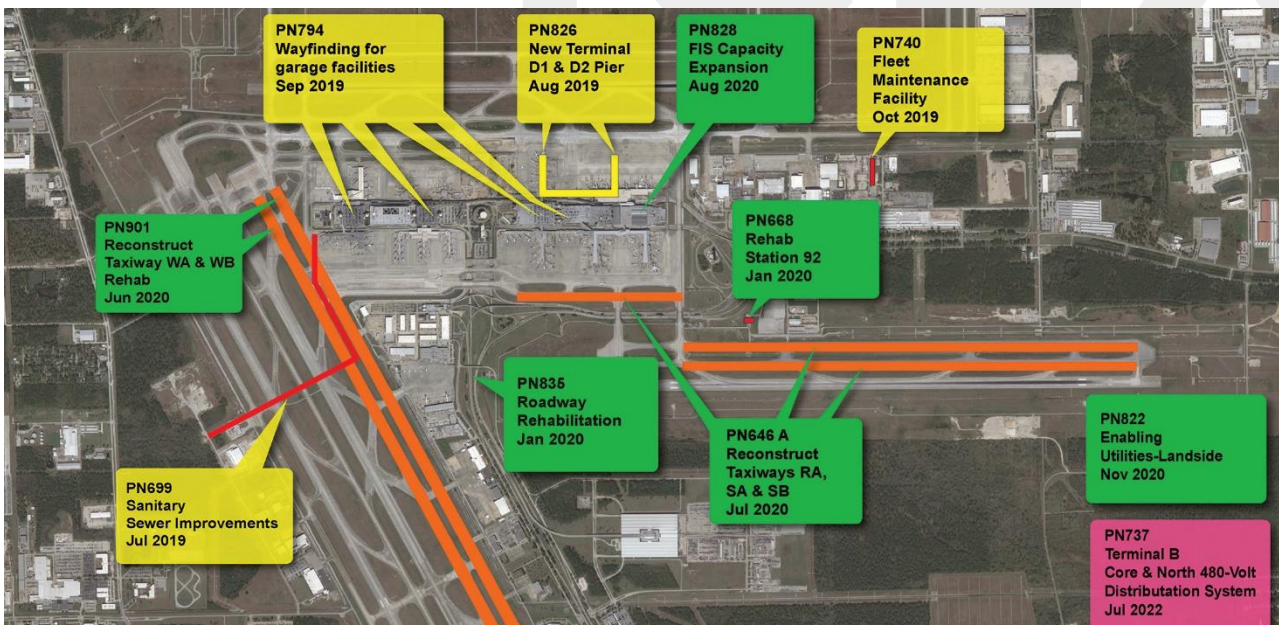 PN794
Wayfinding for
garage facilities
Sep 2019
PN826
New Terminal
D1 & D2 Pier
Aug 2019
PN828
FIS Capacity
Expansion
Aug 2020
PN740
Fleet
Maintenance
Facility
Oct 2019
PN901
Reconstruct
Taxiway WA & WB
Rehab
Jun 2020
PN668
Rehab
Station 92
Jan 2020
PN835
Roadway
Rehabilitation
Jan 2020
PN646 A
Reconstruct
Taxiways RA,
SA & SB
Jul 2020
PN822
Enabling
Utilities-Landside
Nov 2020
PN699
Sanitary
Sewer Improvements
Jul 2019
PN737
Terminal B
Core & North 480-Volt
Distributation System
Jul 2022